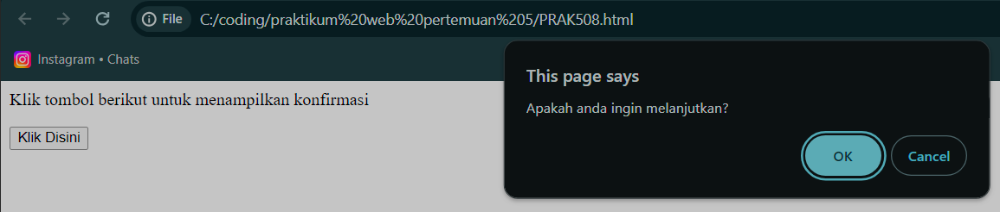 File C:/coding/praktikum%20web%20pertemuan%205/PRAK508.html
Instagram • Chats
This page says
Apakah anda ingin melanjutkan?
OK Cancel
Klik tombol berikut untuk menampilkan konfirmasi
Klik Disini